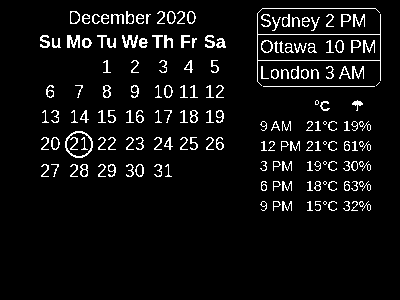 December 2020
Su Mo Tu We Th Fr Sa
1 2 3 4 5
6 7 8 9 10 11 12
13 14 15 16 17 18 19
20 21 22 23 24 25 26
27 28 29 30 31
Sydney 2 PM
Ottawa 10 PM
London 3 AM
°C ☂
9 AM 21°C 19%
12 PM 21°C 61%
3 PM 19°C 30%
6 PM 18°C 63%
9 PM 15°C 32%